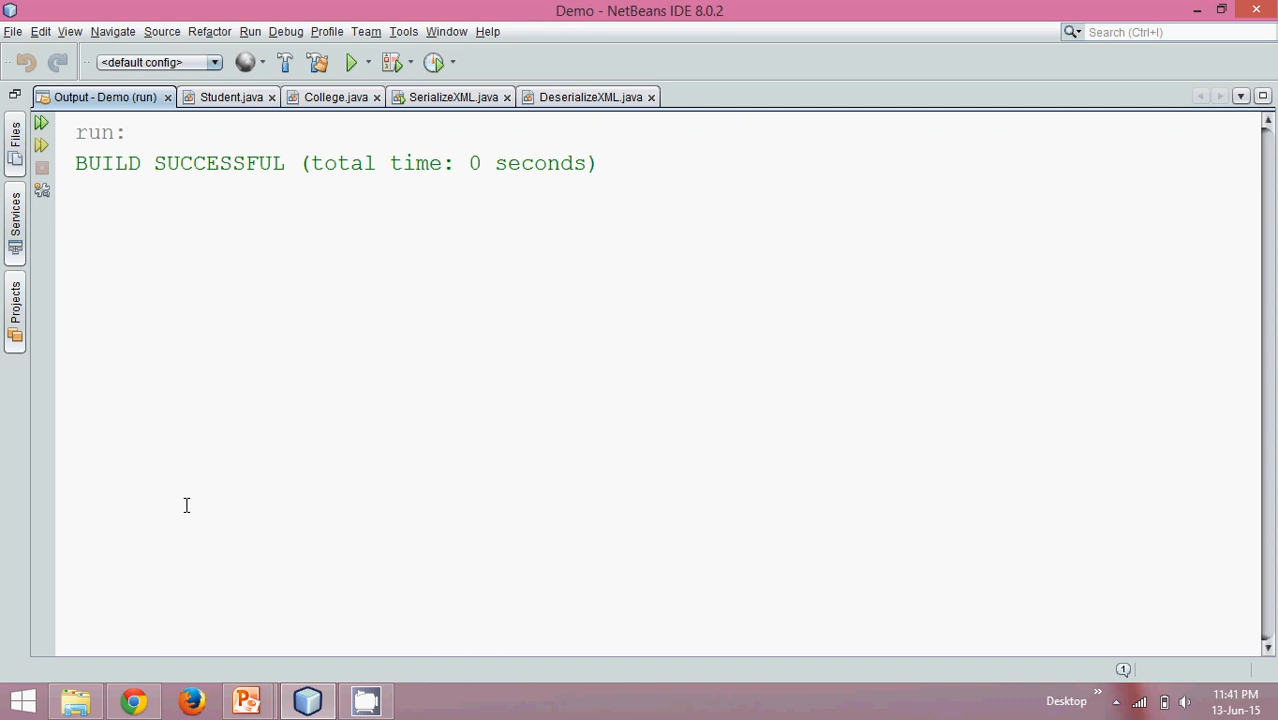 Demo - NetBeans IDE 8.0.2
File Edit View Navigate Source Refactor Run Debug Profile Team Tools Window Help
Search (Ctrl+I)
<default config>
Output - Demo (run) Student.java College.java SerializeXML.java DeserializeXML.java
run:
BUILD SUCCESSFUL (total time: 0 seconds)
Files
Services
Projects
1
Desktop
11:41 PM
13-Jun-15